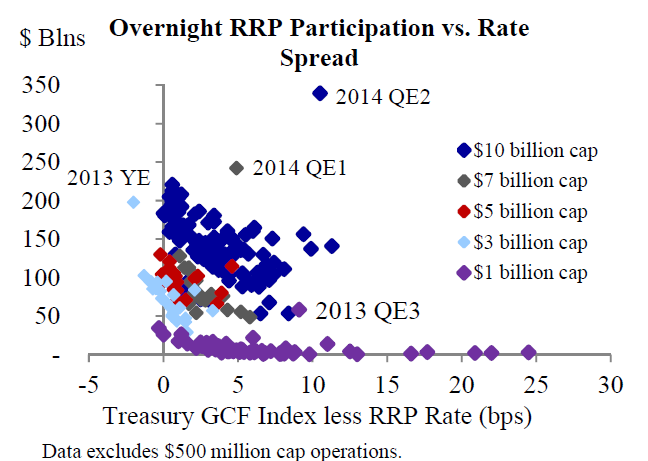 Overnight RRP Participation vs. Rate
Spread
$ Blns
350
300
250
200
150
100
50
-
-5
0
5
10
15
20
25
30
2014 QE2
2014 QE1
2013 YE
2013 QE3
$10 billion cap
$7 billion cap
$5 billion cap
$3 billion cap
$1 billion cap
Treasury GCF Index less RRP Rate (bps)
Data excludes $500 million cap operations.